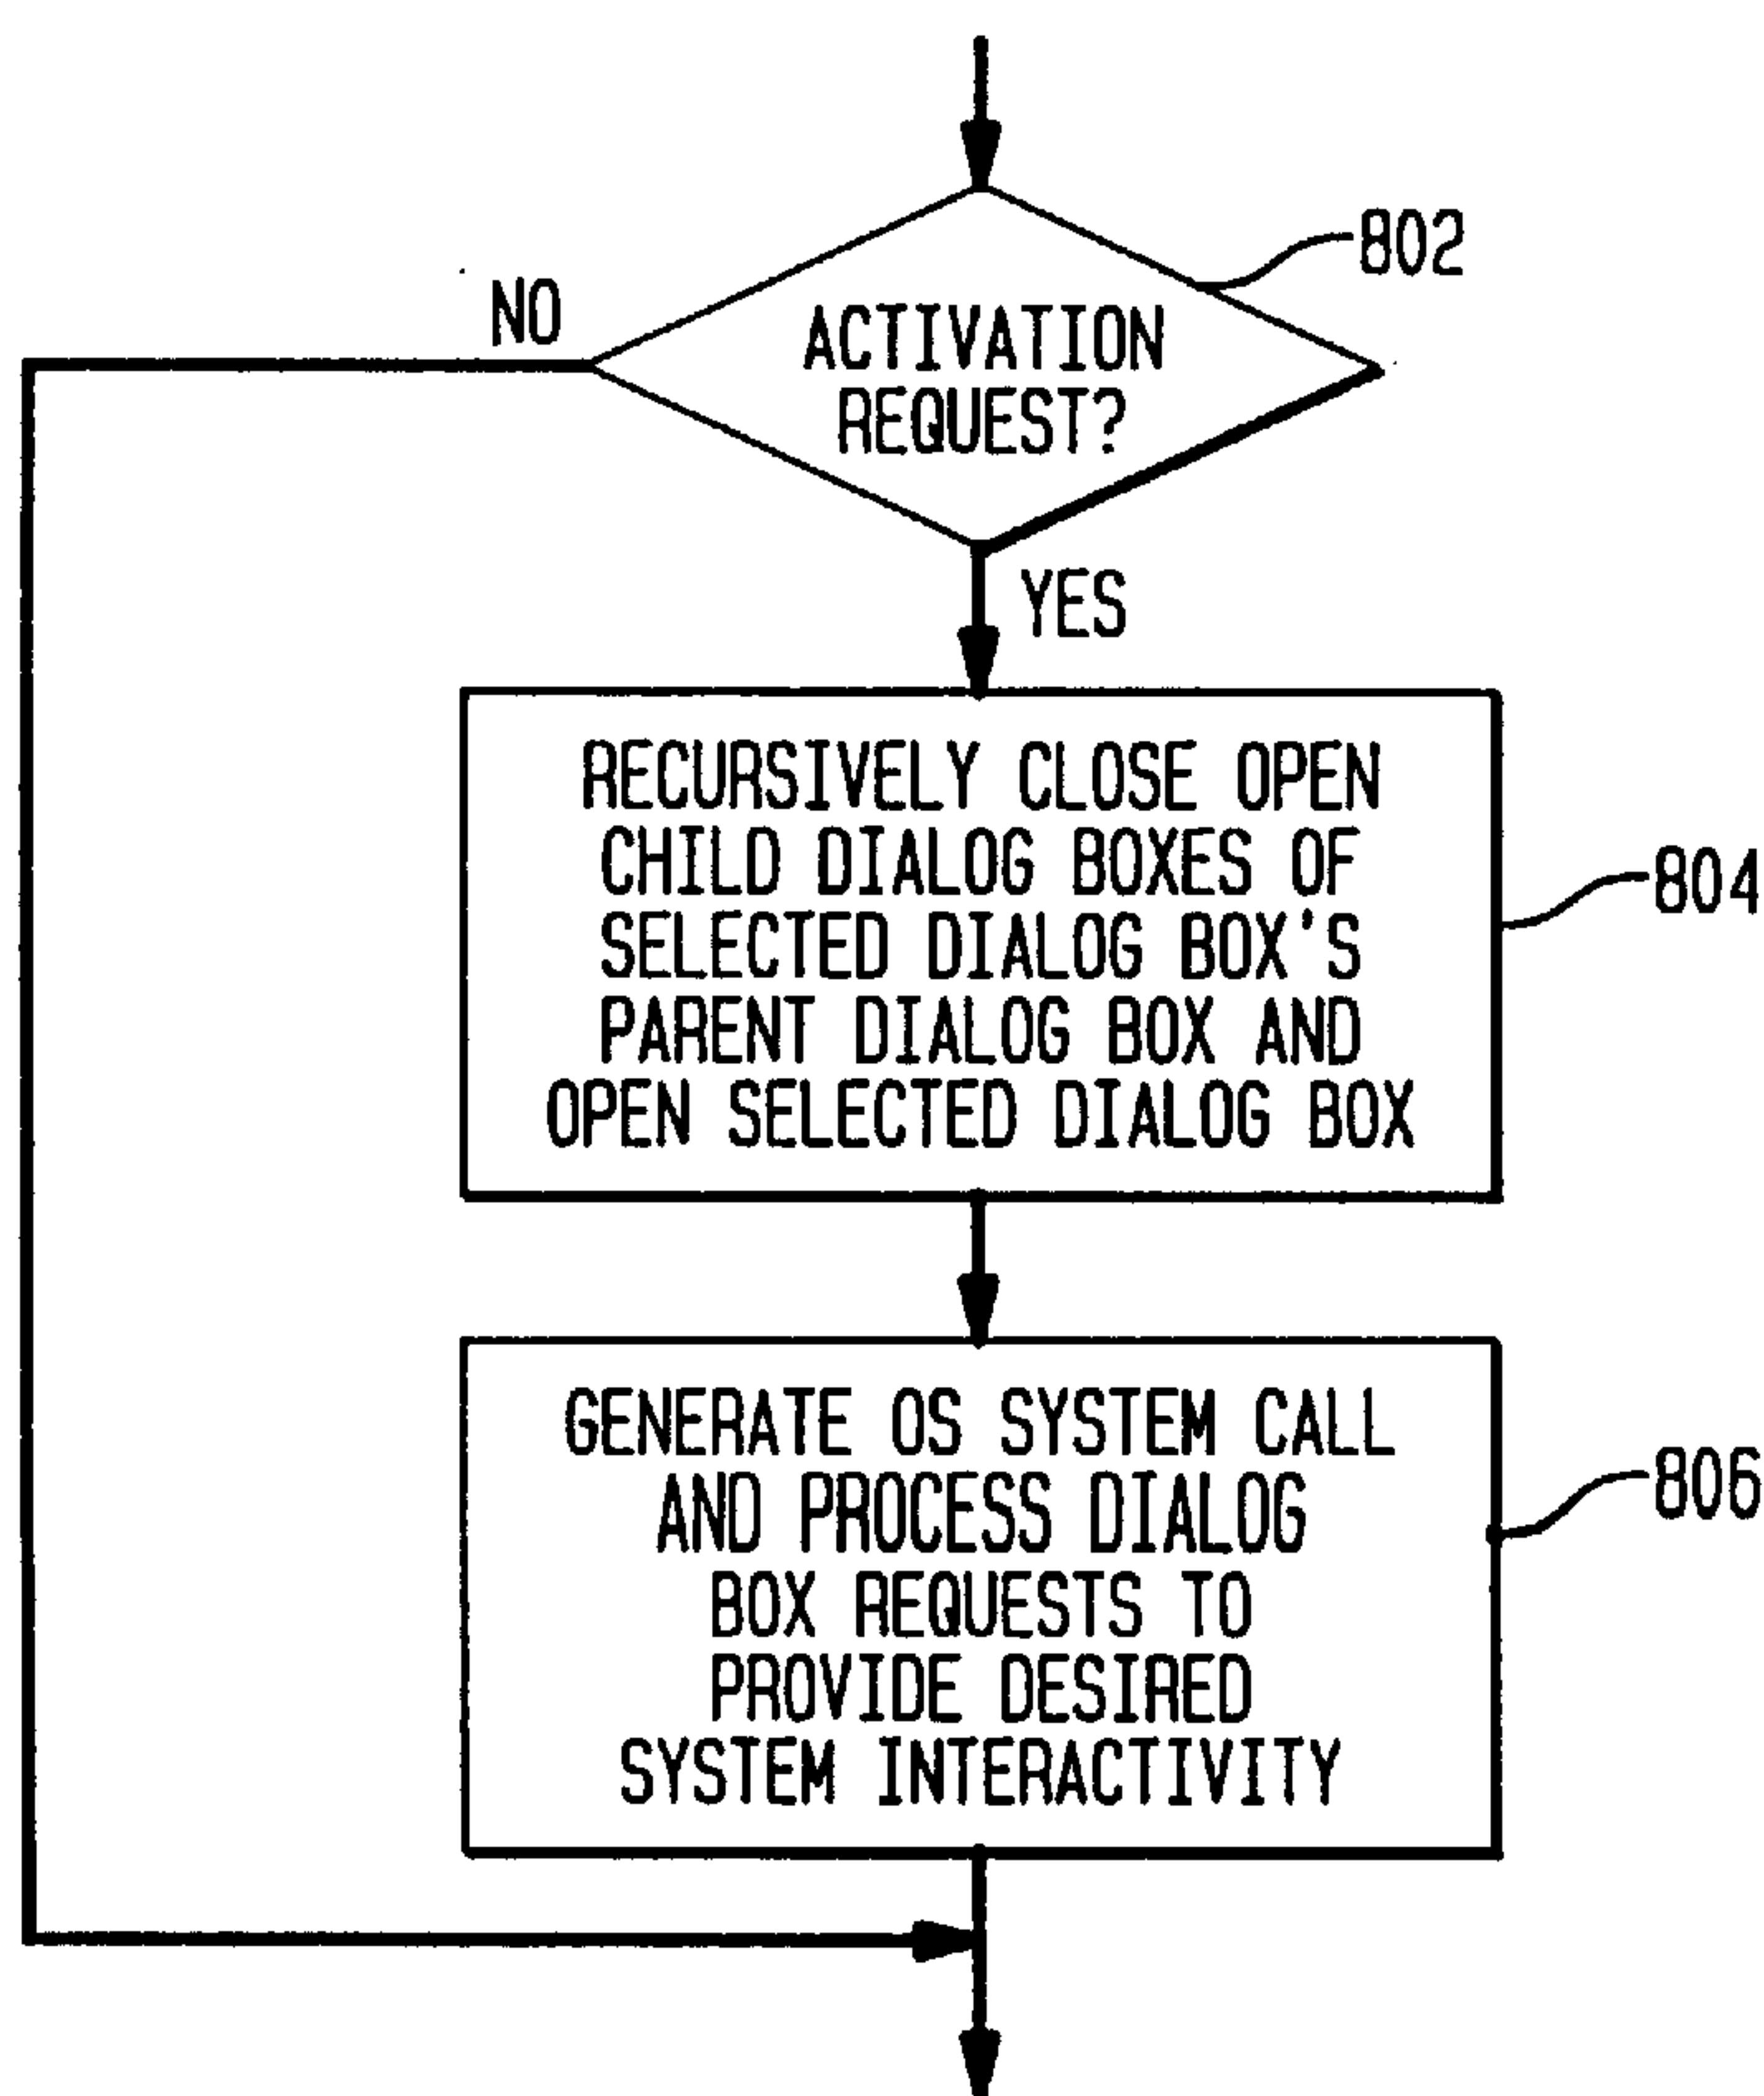 802
NO
ACTIVATION
REQUEST?
YES
RECURSIVELY CLOSE OPEN
CHILD DIALOG BOXES OF
SELECTED DIALOG BOX'S
PARENT DIALOG BOX AND
OPEN SELECTED DIALOG BOX
804
GENERATE OS SYSTEM CALL
AND PROCESS DIALOG
BOX REQUESTS TO
PROVIDE DESIRED
SYSTEM INTERACTIVITY
806